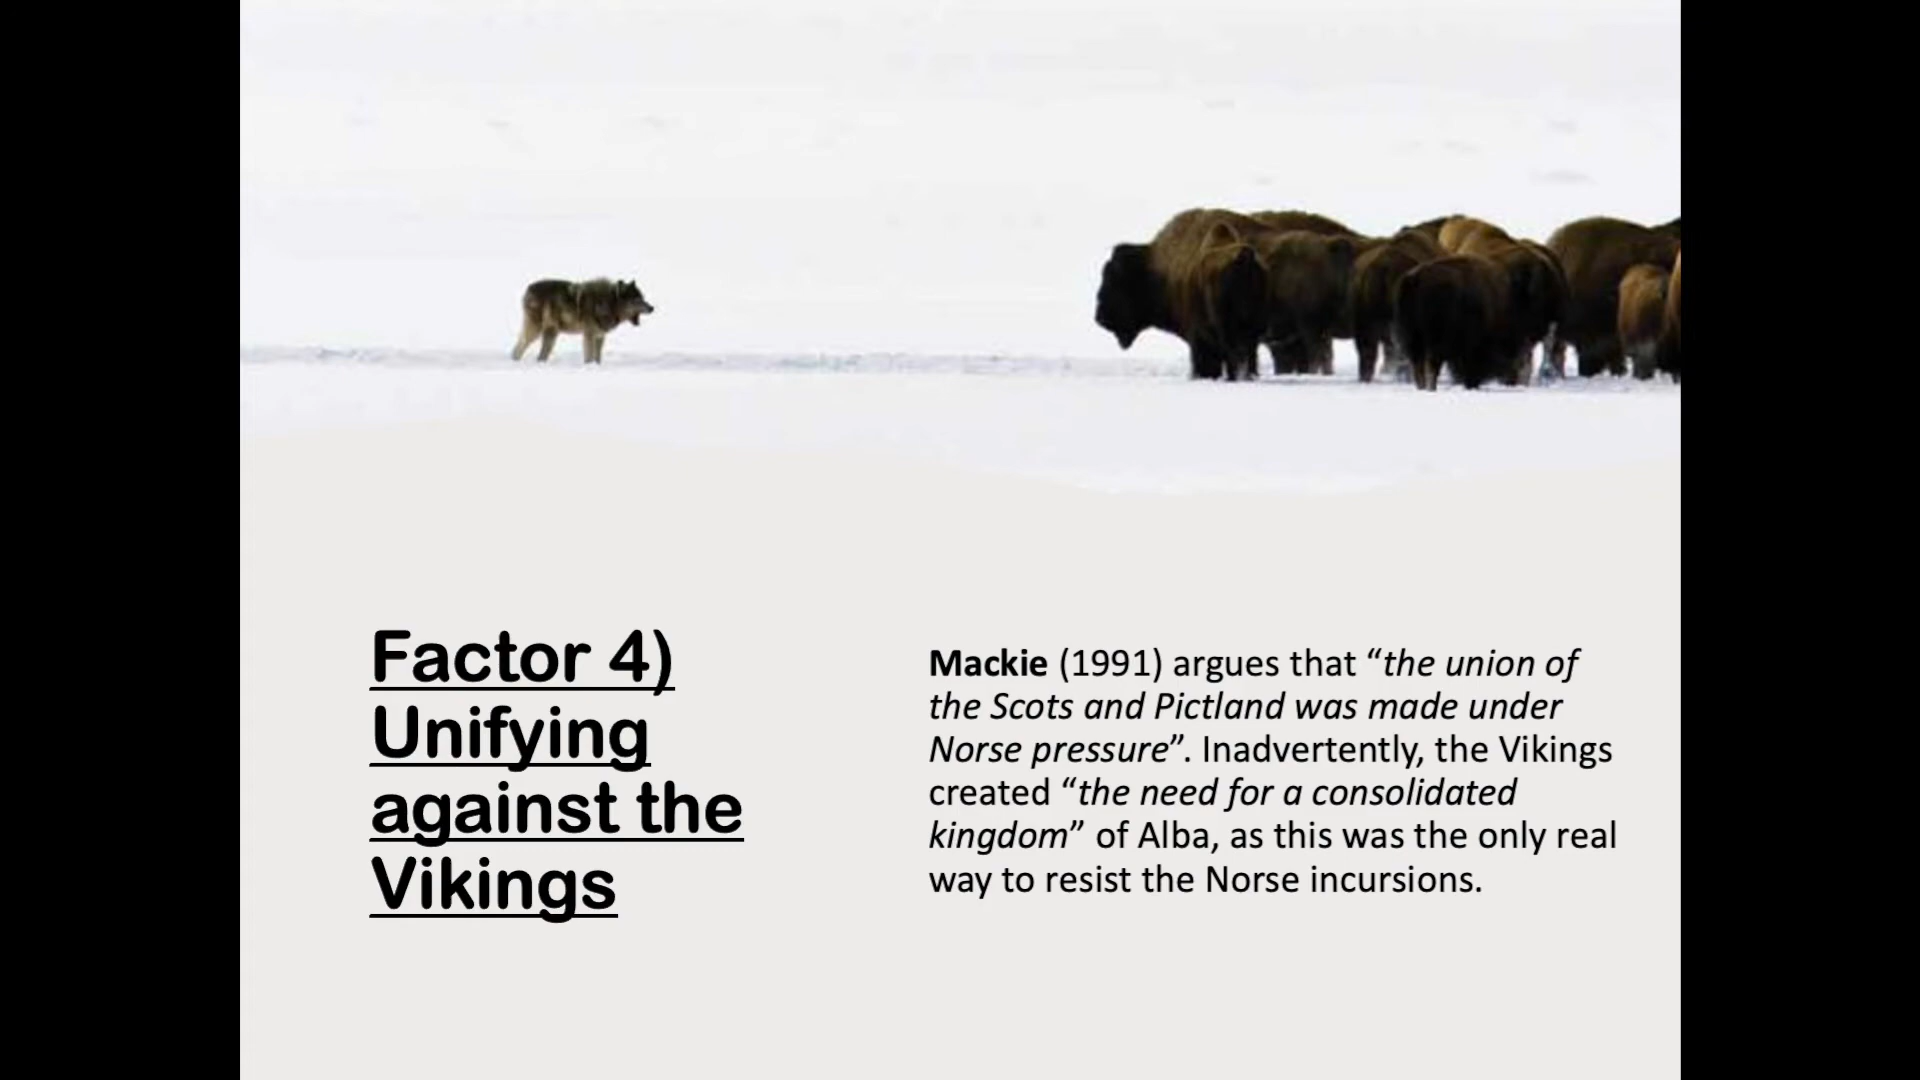 Factor 4)
Unifying
against the
Vikings
Mackie (1991) argues that “the union of
the Scots and Pictland was made under
Norse pressure”. Inadvertently, the Vikings
created “the need for a consolidated
kingdom” of Alba, as this was the only real
way to resist the Norse incursions.